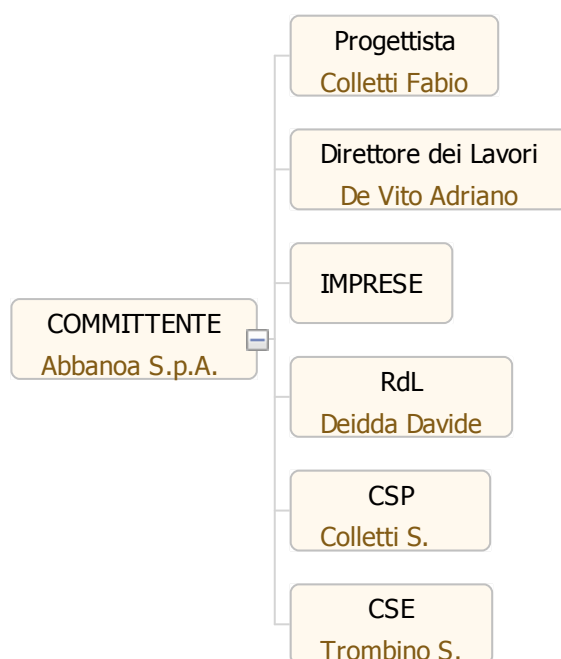 Progettista
Colletti Fabio
Direttore dei Lavori
De Vito Adriano
IMPRESE
COMMITTENTE
Abbanoa S.p.A.
RdL
Deidda Davide
CSP
Colletti S.
CSE
Trombino S.